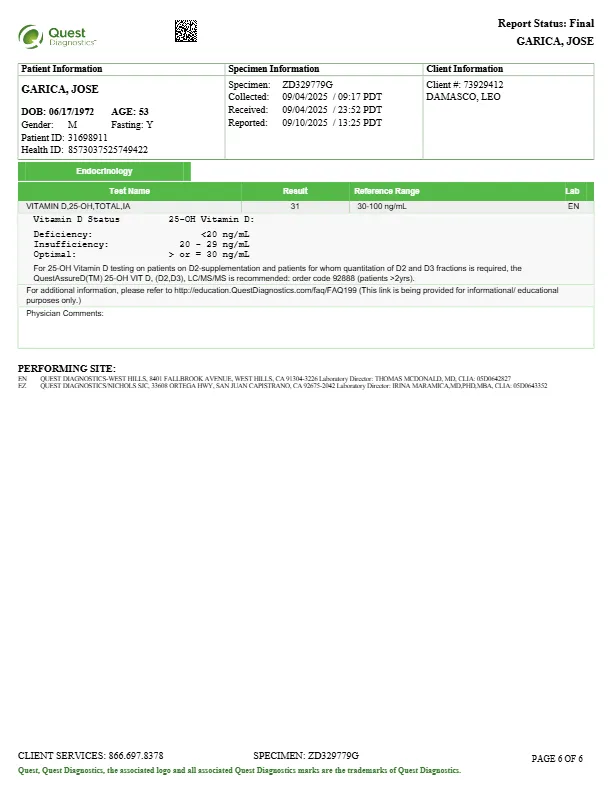 Quest
Diagnostics™
Report Status: Final
GARICA, JOSE
Patient Information
GARICA, JOSE
DOB: 06/17/1972 AGE: 53
Gender: M Fasting: Y
Patient ID: 31698911
Health ID: 8573037525749422
Specimen Information
Specimen: ZD329779G
Collected: 09/04/2025 / 09:17 PDT
Received: 09/04/2025 / 23:52 PDT
Reported: 09/10/2025 / 13:25 PDT
Client Information
Client #: 73929412
DAMASCO, LEO
Endocrinology
Test Name Result Reference Range Lab
VITAMIN D,25-OH,TOTAL,IA 31 30-100 ng/mL EN
Vitamin D Status 25-OH Vitamin D:
Deficiency: <20 ng/mL
Insufficiency: 20 - 29 ng/mL
Optimal: > or = 30 ng/mL
For 25-OH Vitamin D testing on patients on D2-supplementation and patients for whom quantitation of D2 and D3 fractions is required, the
QuestAssureD(TM) 25-OH VIT D, (D2,D3), LC/MS/MS is recommended: order code 92888 (patients >2yrs).
For additional information, please refer to http://education.QuestDiagnostics.com/faq/FAQ199 (This link is being provided for informational/ educational
purposes only.)
Physician Comments:
PERFORMING SITE:
EN QUEST DIAGNOSTICS-WEST HILLS, 8401 FALLBROOK AVENUE, WEST HILLS, CA 91304-3226 Laboratory Director: THOMAS MCDONALD, MD, CLIA: 05D0642827
EZ QUEST DIAGNOSTICS/NICHOLS SJC, 33608 ORTEGA HWY, SAN JUAN CAPISTRANO, CA 92675-2042 Laboratory Director: IRINA MARAMICA,MD,PHD,MBA, CLIA: 05D0643352
CLIENT SERVICES: 866.697.8378 SPECIMEN: ZD329779G PAGE 6 OF 6
Quest, Quest Diagnostics, the associated logo and all associated Quest Diagnostics marks are the trademarks of Quest Diagnostics.